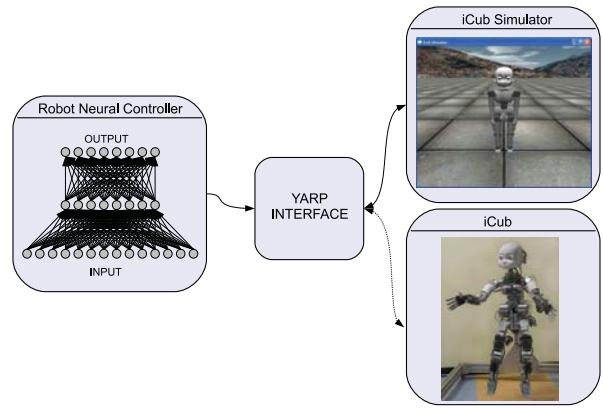 iCub Simulator
Robot Neural Controller
OUTPUT
INPUT
YARP
INTERFACE
iCub